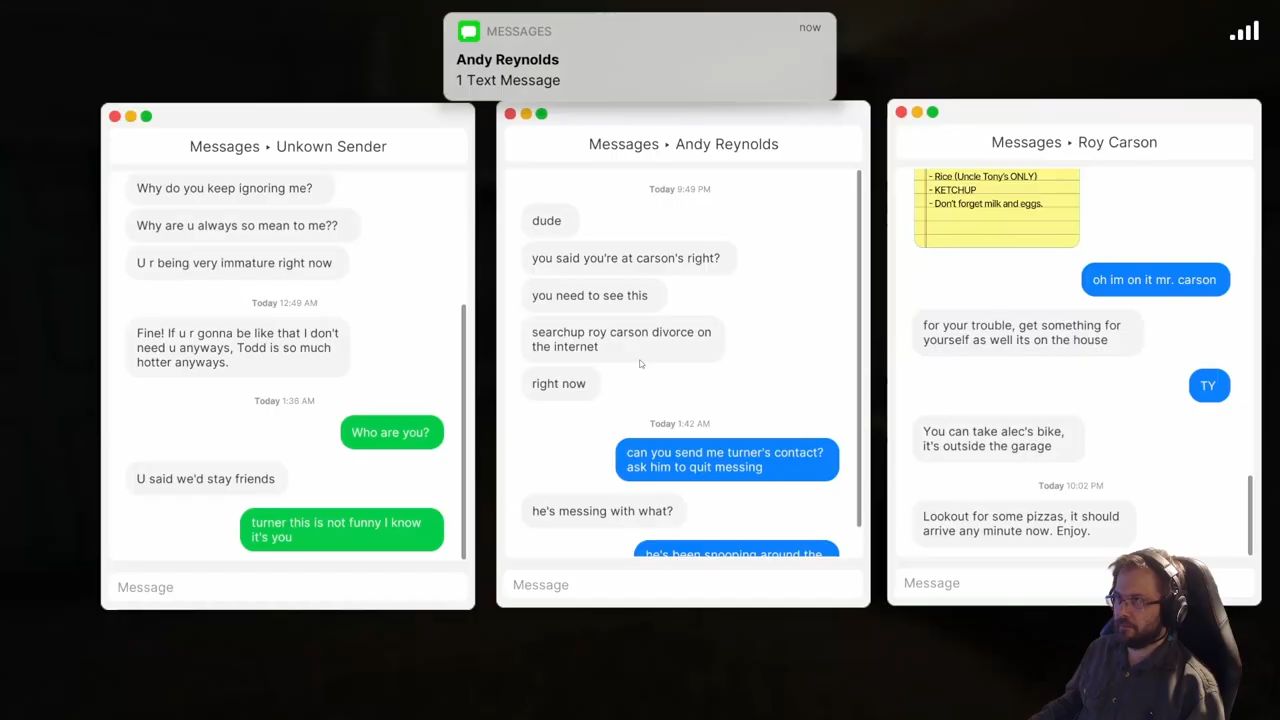 MESSAGES
now
Andy Reynolds
1 Text Message
Messages ▸ Unkown Sender
Why do you keep ignoring me?
Why are u always so mean to me??
U r being very immature right now
Today 12:49 AM
Fine! If u r gonna be like that I don't
need u anyways, Todd is so much
hotter anyways.
Today 1:36 AM
Who are you?
U said we'd stay friends
turner this is not funny I know
it's you
Message
Messages ▸ Andy Reynolds
Today 9:49 PM
dude
you said you're at carson's right?
you need to see this
searchup roy carson divorce on
the internet
right now
Today 1:42 AM
can you send me turner's contact?
ask him to quit messing
he's messing with what?
he's been snooping around the
Message
Messages ▸ Roy Carson
- Rice (Uncle Tony's ONLY)
- KETCHUP
- Don't forget milk and eggs.
oh im on it mr. carson
for your trouble, get something for
yourself as well its on the house
TY
You can take alec's bike,
it's outside the garage
Today 10:02 PM
Lookout for some pizzas, it should
arrive any minute now. Enjoy.
Message